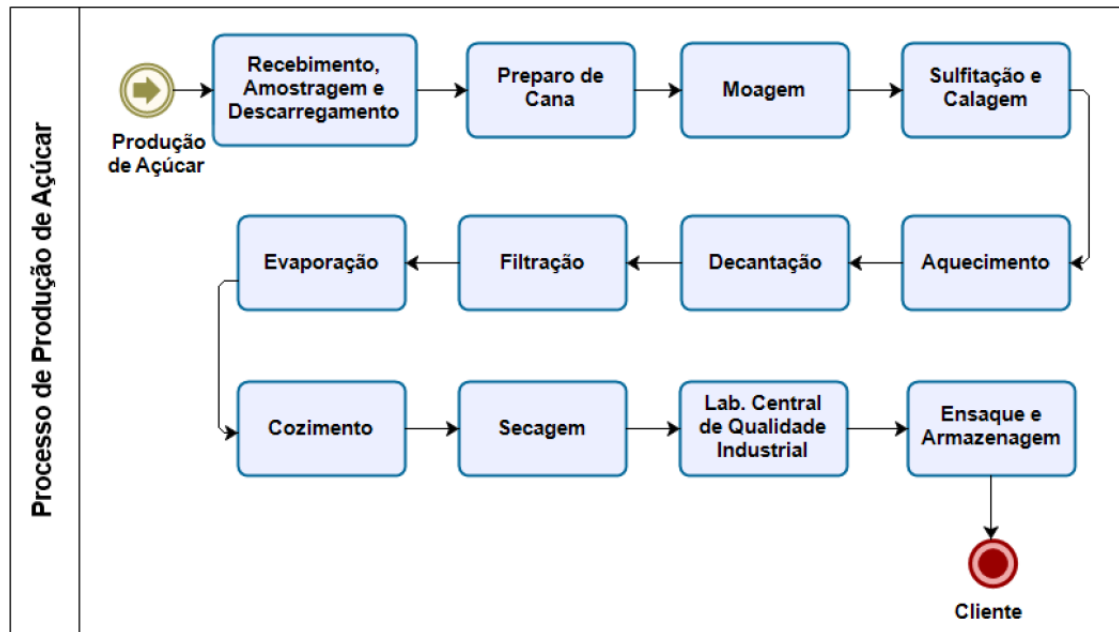 Processo de Produção de Açúcar
Produção
de Açúcar
Recebimento,
Amostragem e
Descarregamento
Preparo de
Cana
Moagem
Sulfitação e
Calagem
Aquecimento
Decantação
Filtração
Evaporação
Cozimento
Secagem
Lab. Central
de Qualidade
Industrial
Ensaque e
Armazenagem
Cliente